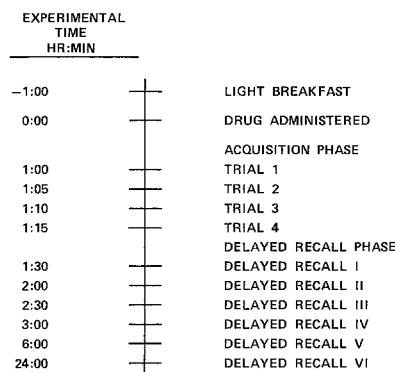 EXPERIMENTAL
TIME
HR:MIN
−1:00 LIGHT BREAKFAST
0:00 DRUG ADMINISTERED
ACQUISITION PHASE
1:00 TRIAL 1
1:05 TRIAL 2
1:10 TRIAL 3
1:15 TRIAL 4
DELAYED RECALL PHASE
1:30 DELAYED RECALL I
2:00 DELAYED RECALL II
2:30 DELAYED RECALL III
3:00 DELAYED RECALL IV
6:00 DELAYED RECALL V
24:00 DELAYED RECALL VI